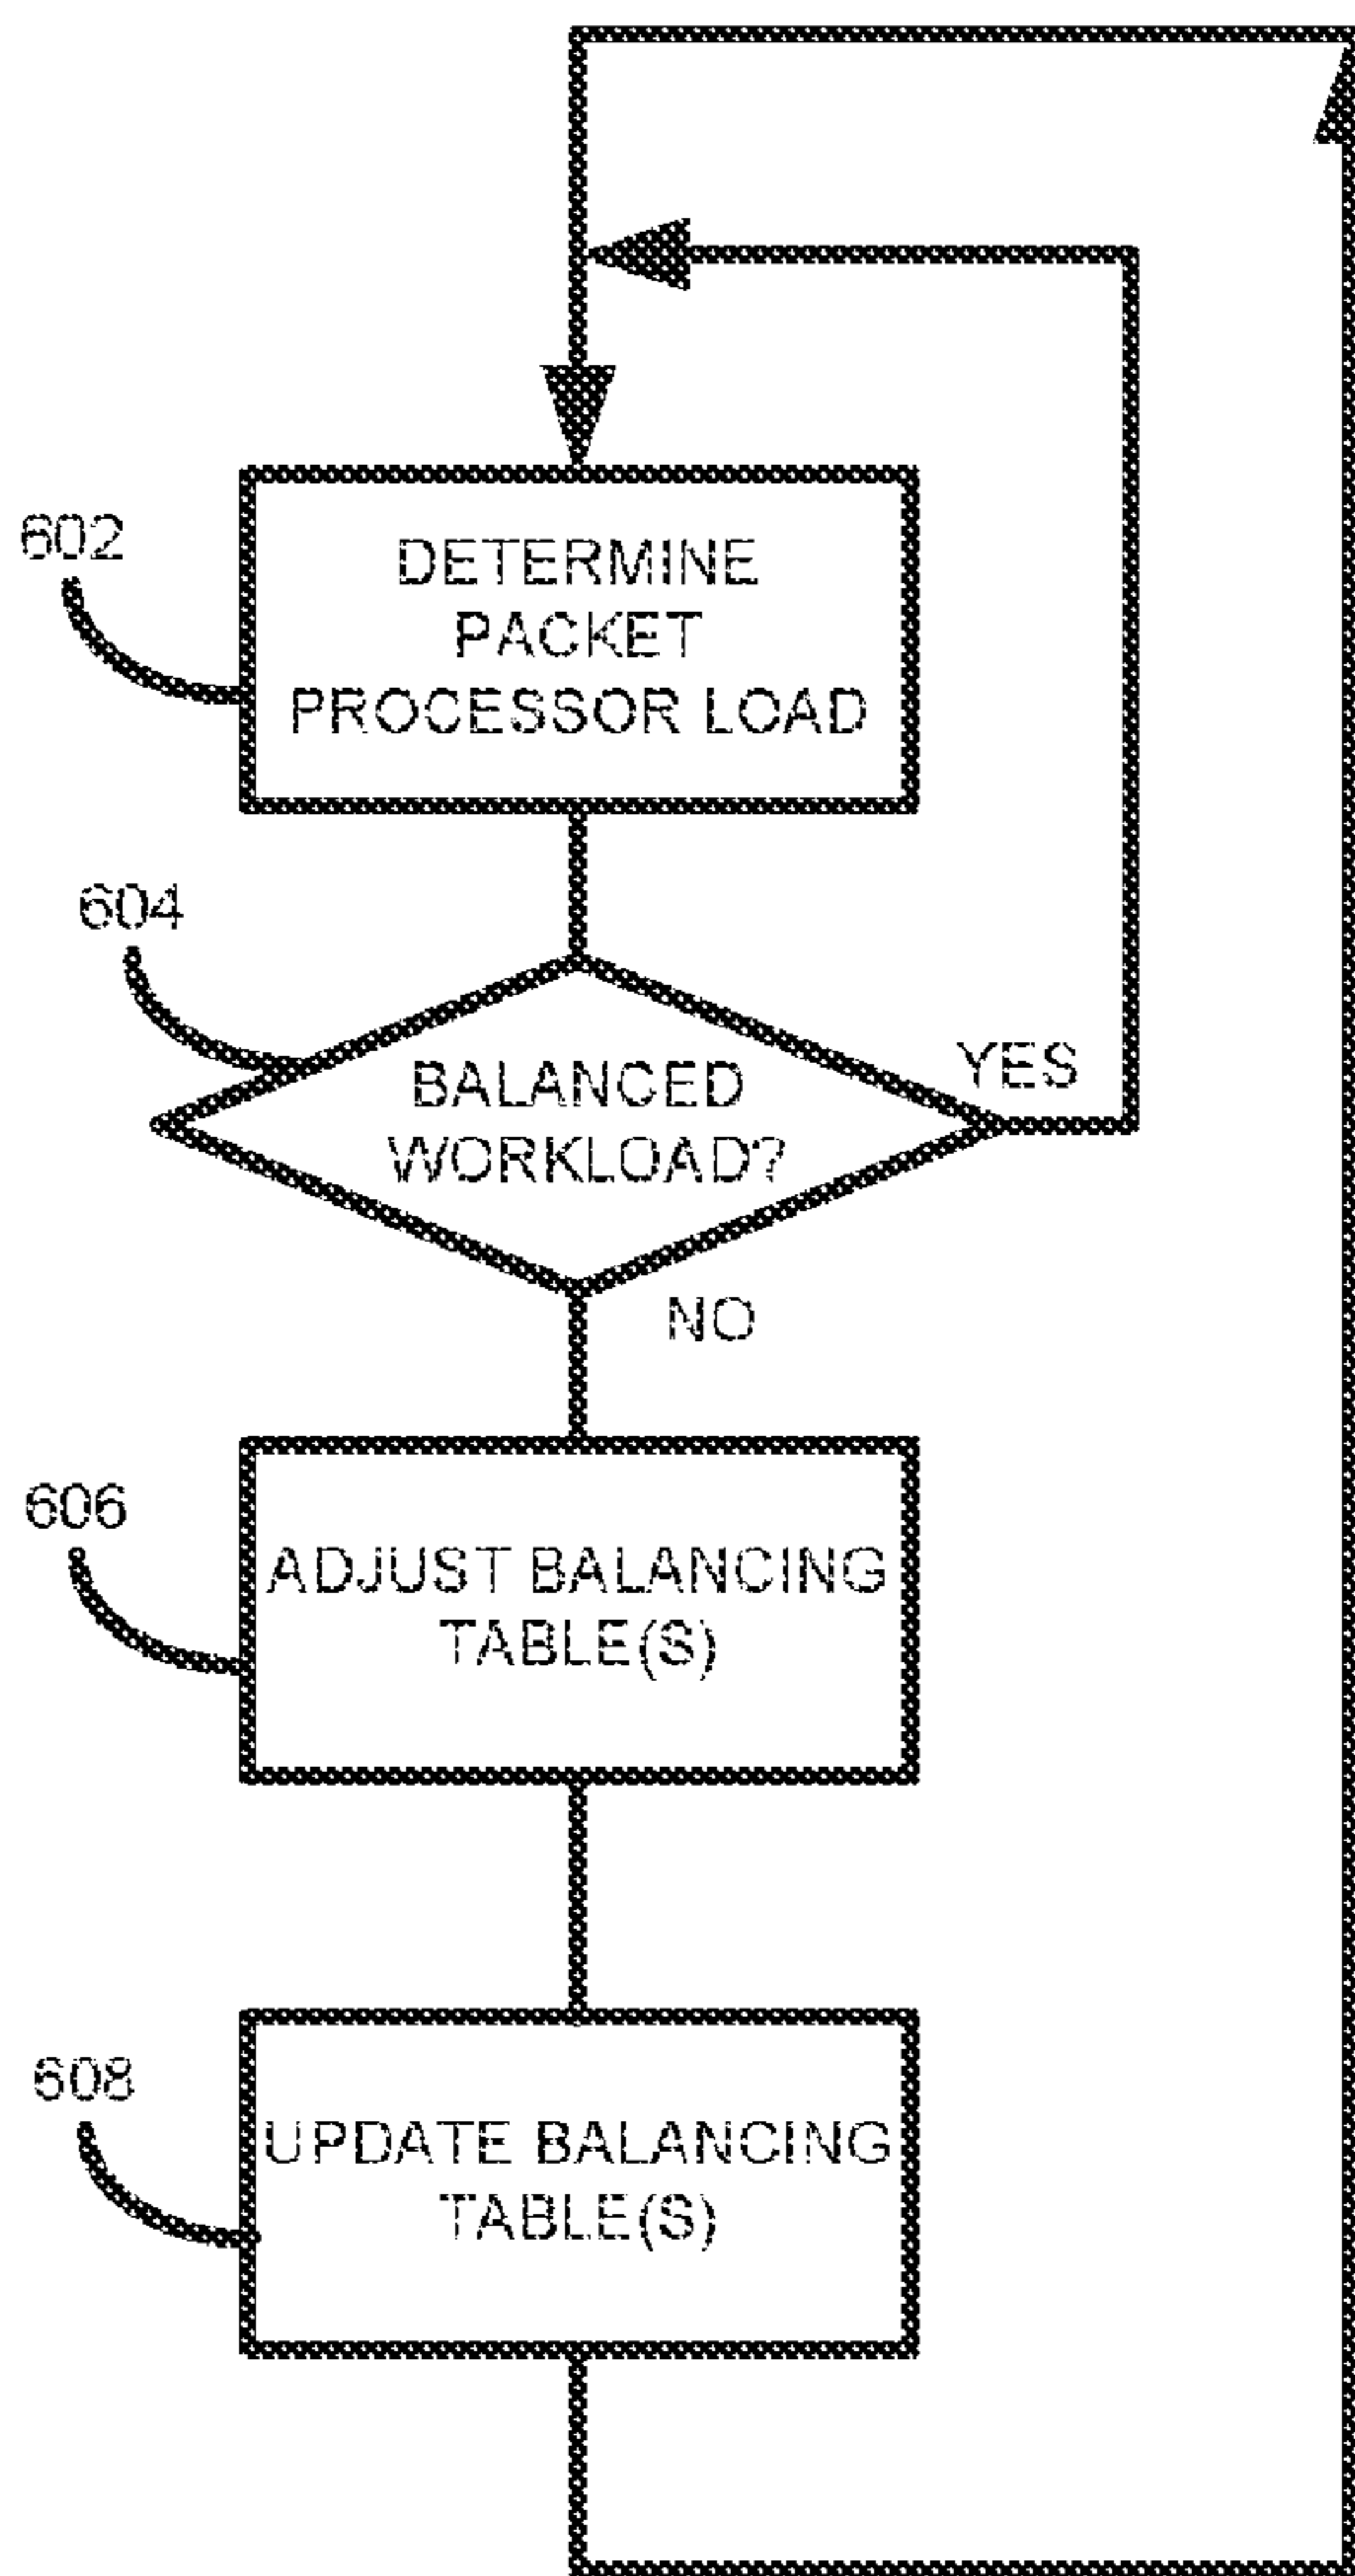 602
DETERMINE
PACKET
PROCESSOR LOAD
604
BALANCED
WORKLOAD?
YES
NO
606
ADJUST BALANCING
TABLE(S)
608
UPDATE BALANCING
TABLE(S)